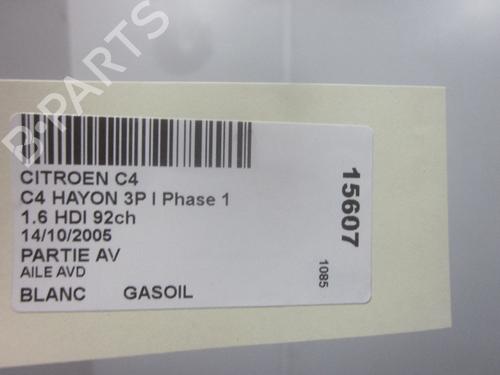 B-PARTS
CITROEN C4
C4 HAYON 3P I Phase 1
1.6 HDI 92ch
14/10/2005
PARTIE AV
AILE AVD
BLANC GASOIL
15607
1085